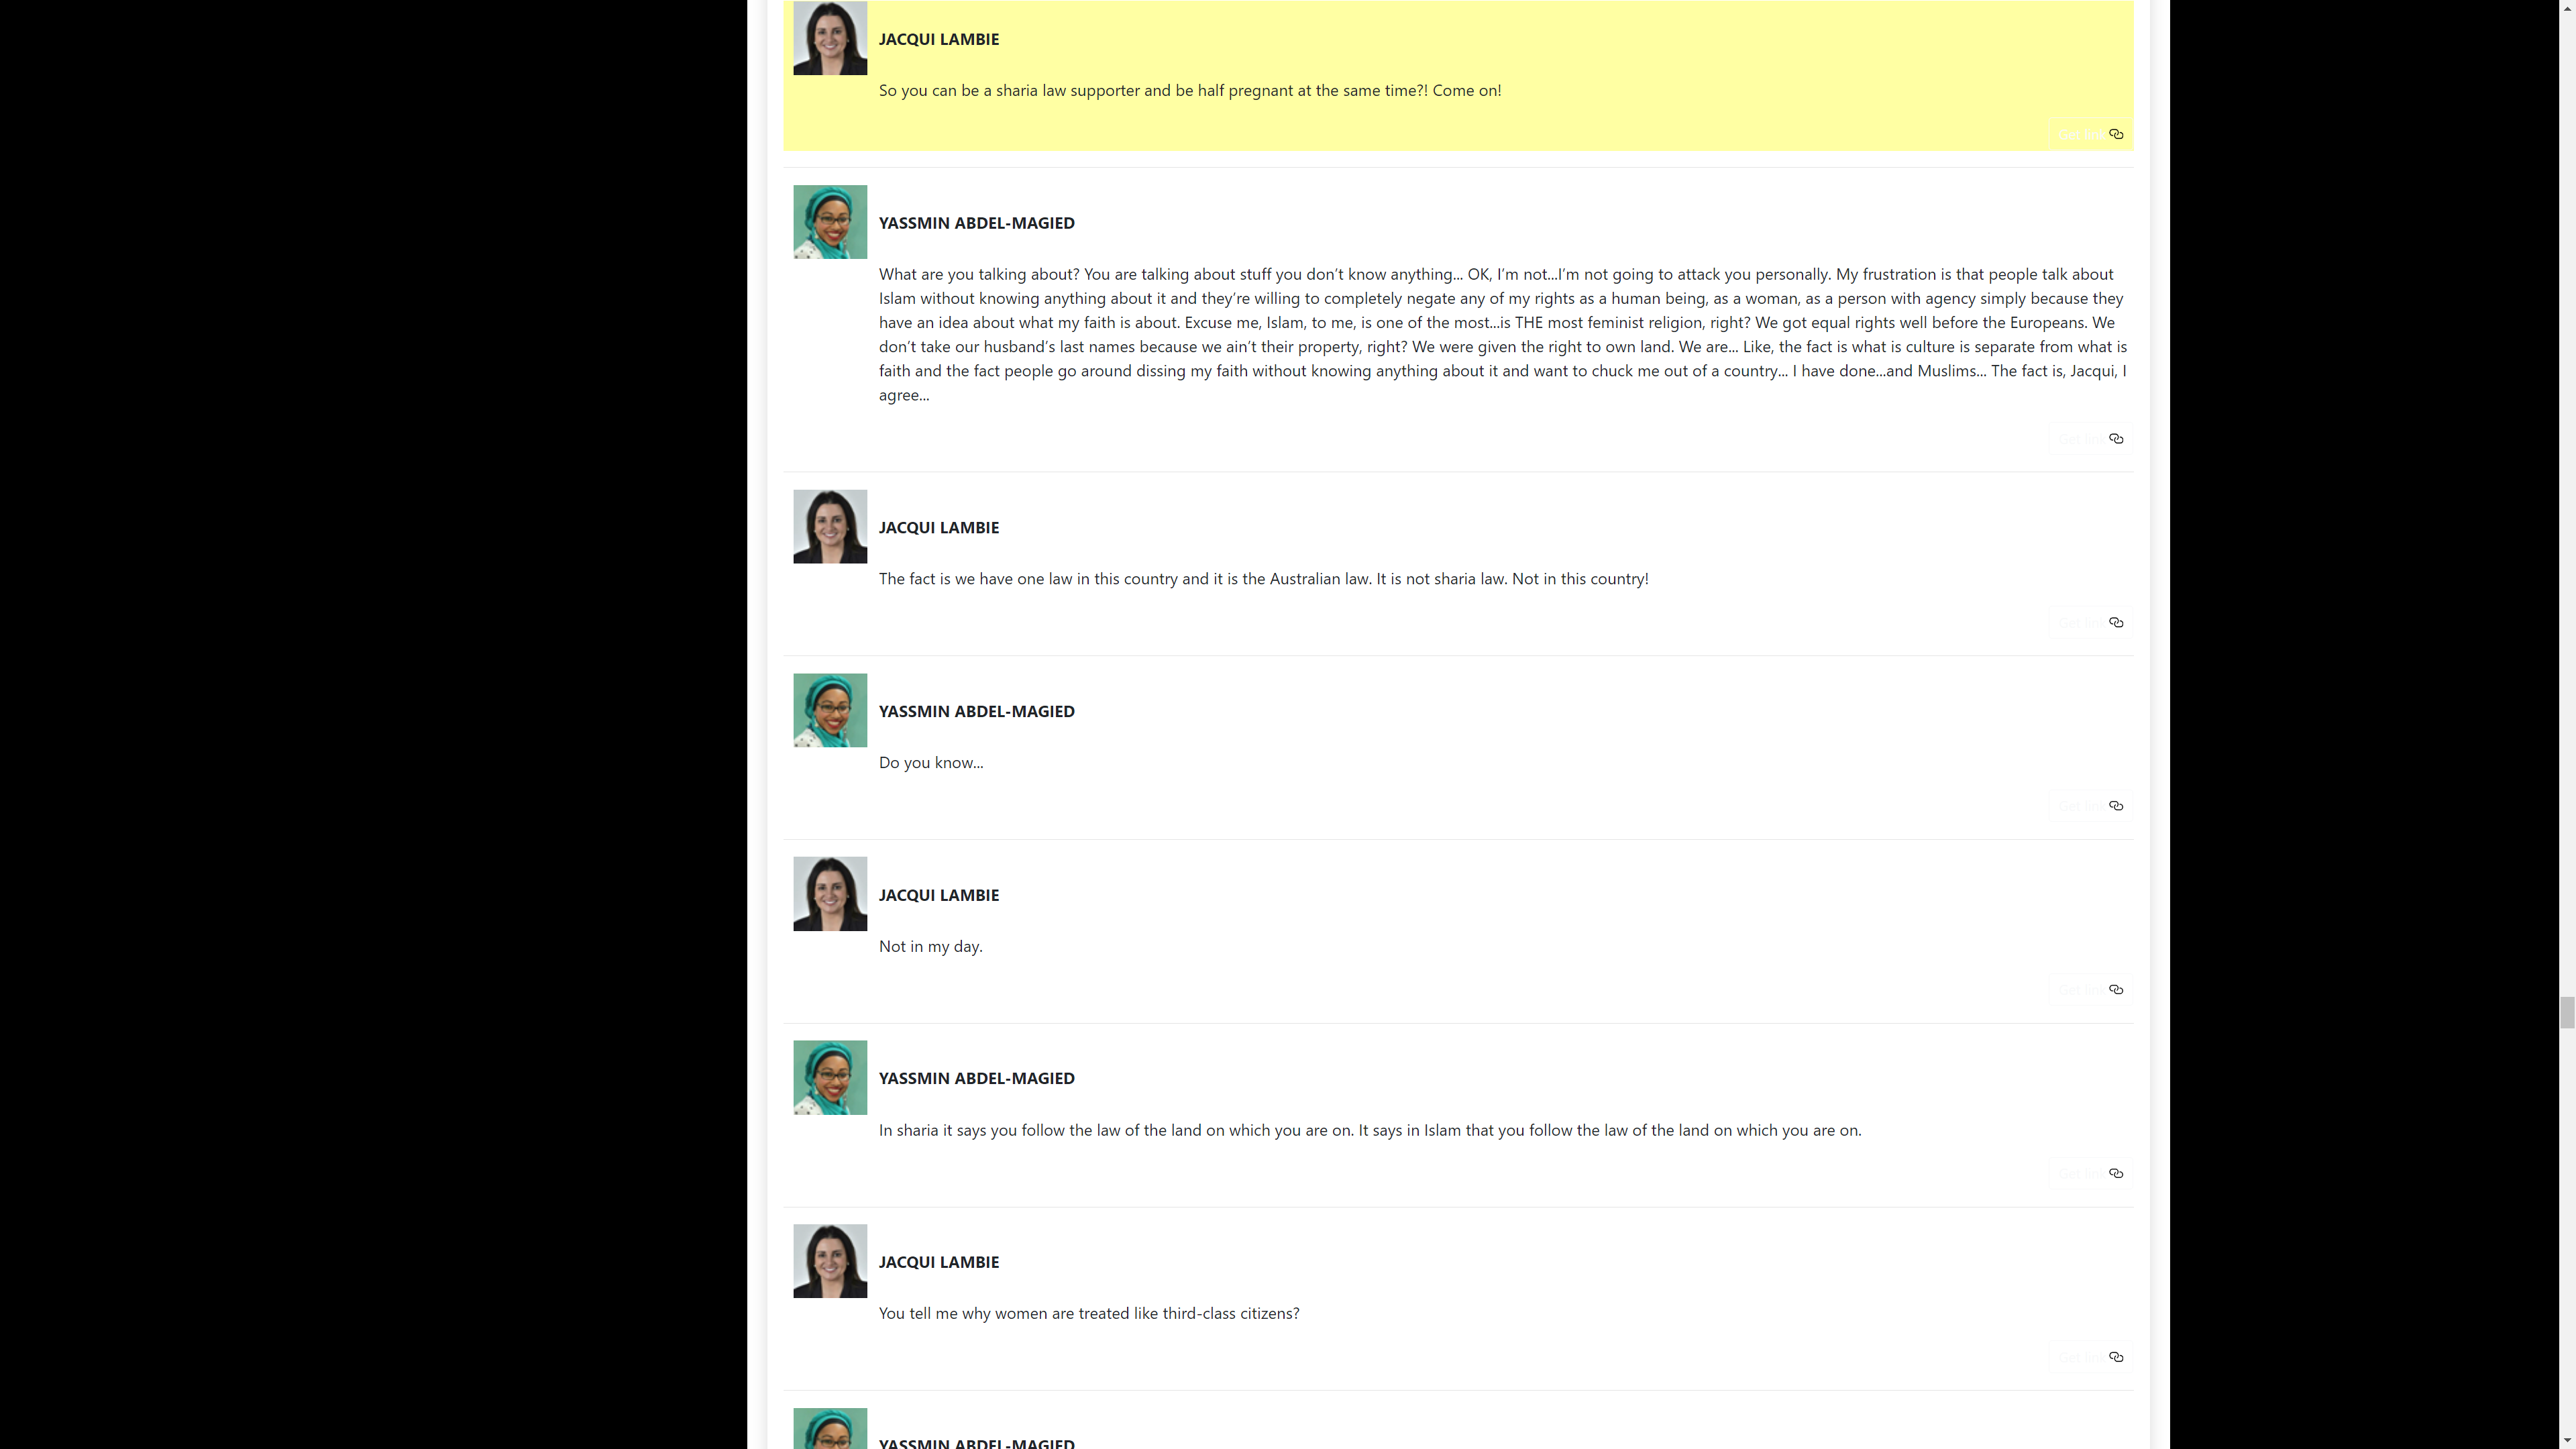 JACQUI LAMBIE
So you can be a sharia law supporter and be half pregnant at the same time?! Come on!
YASSMIN ABDEL-MAGIED
What are you talking about? You are talking about stuff you don’t know anything... OK, I’m not...I’m not going to attack you personally. My frustration is that people talk about
Islam without knowing anything about it and they’re willing to completely negate any of my rights as a human being, as a woman, as a person with agency simply because they
have an idea about what my faith is about. Excuse me, Islam, to me, is one of the most...is THE most feminist religion, right? We got equal rights well before the Europeans. We
don’t take our husband’s last names because we ain’t their property, right? We were given the right to own land. We are... Like, the fact is what is culture is separate from what is
faith and the fact people go around dissing my faith without knowing anything about it and want to chuck me out of a country... I have done...and Muslims... The fact is, Jacqui, I
agree...
JACQUI LAMBIE
The fact is we have one law in this country and it is the Australian law. It is not sharia law. Not in this country!
YASSMIN ABDEL-MAGIED
Do you know...
JACQUI LAMBIE
Not in my day.
YASSMIN ABDEL-MAGIED
In sharia it says you follow the law of the land on which you are on. It says in Islam that you follow the law of the land on which you are on.
JACQUI LAMBIE
You tell me why women are treated like third-class citizens?
YASSMIN ABDEL-MAGIED